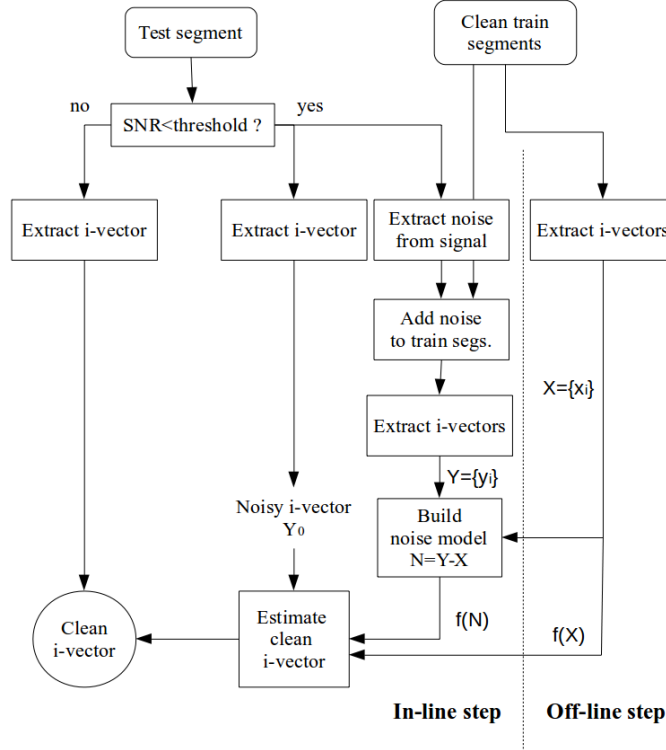 Test segment
Clean train
segments
no
yes
SNR<threshold ?
Extract i-vector
Extract i-vector
Extract noise
from signal
Extract i-vectors
Add noise
to train segs.
X={xi}
Extract i-vectors
Y={yi}
Noisy i-vector
Y0
Build
noise model
N=Y-X
Clean
i-vector
Estimate
clean
i-vector
f(N)
f(X)
In-line step
Off-line step